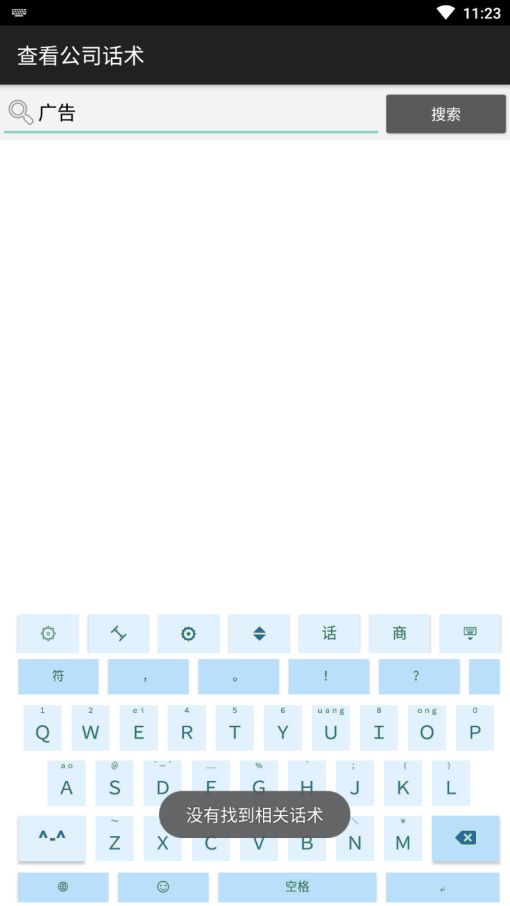 11:23
查看公司话术
广告 搜索
话 商
符 ， 。 ！ ？
1 2 ei 4 5 6 uang 8 ong 0
Q W E R T Y U I O P
ao @ % ; ( )
A S D F G H J K L
没有找到相关话术
^-^ Z X C V B N M
空格